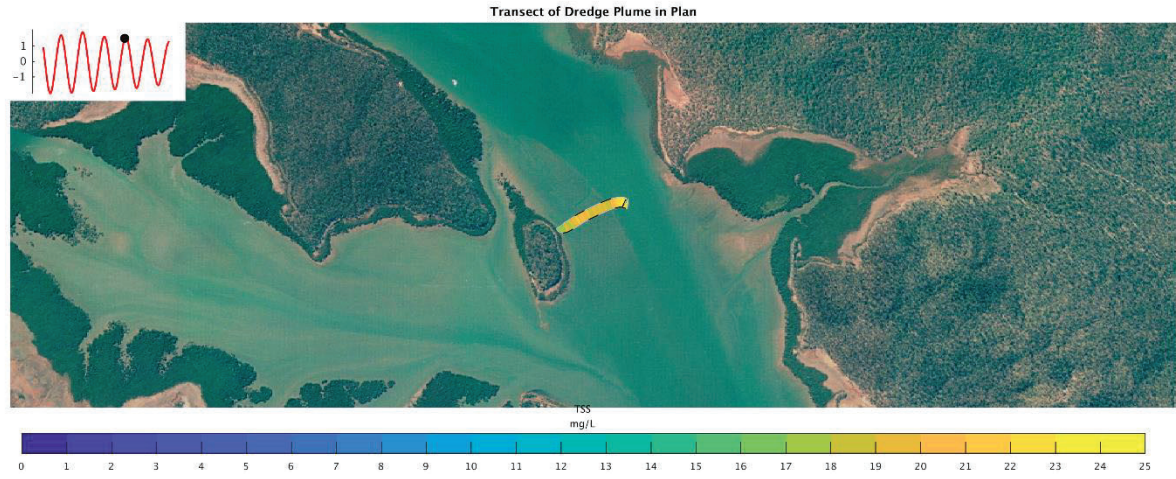 Transect of Dredge Plume in Plan
1
0
−1
TSS
mg/L
0 1 2 3 4 5 6 7 8 9 10 11 12 13 14 15 16 17 18 19 20 21 22 23 24 25